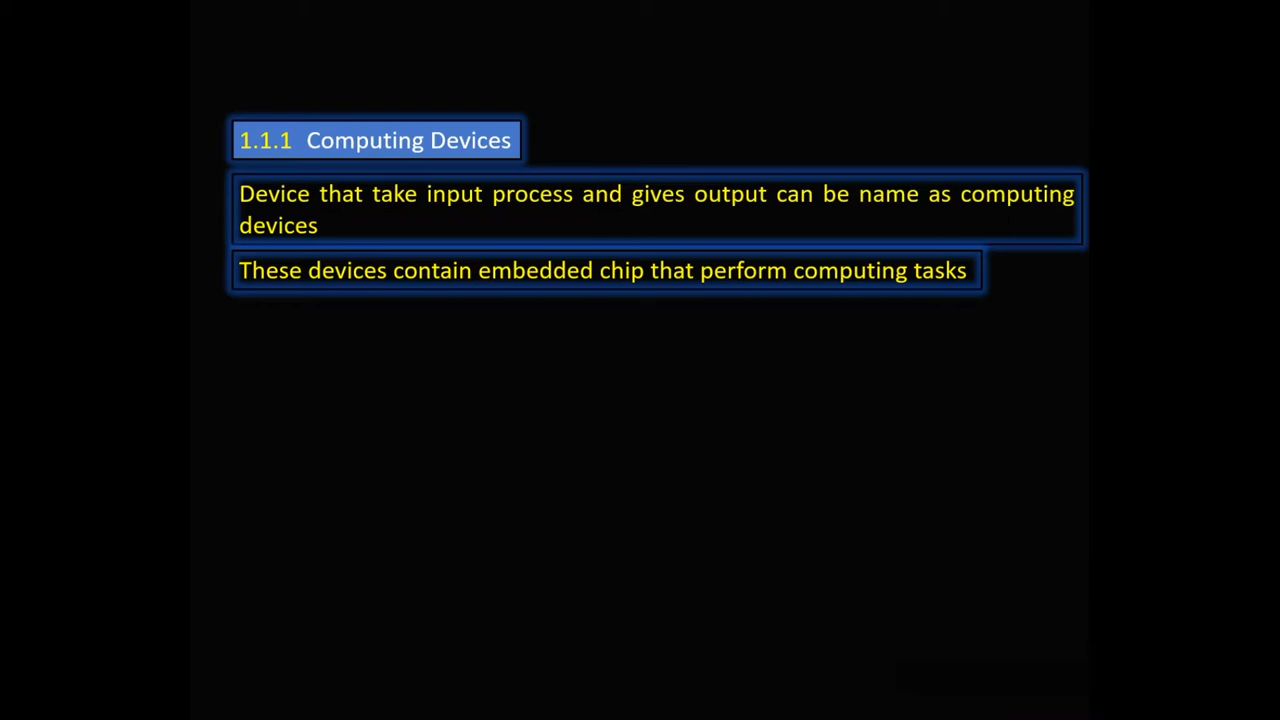 1.1.1 Computing Devices
Device that take input process and gives output can be name as computing
devices
These devices contain embedded chip that perform computing tasks